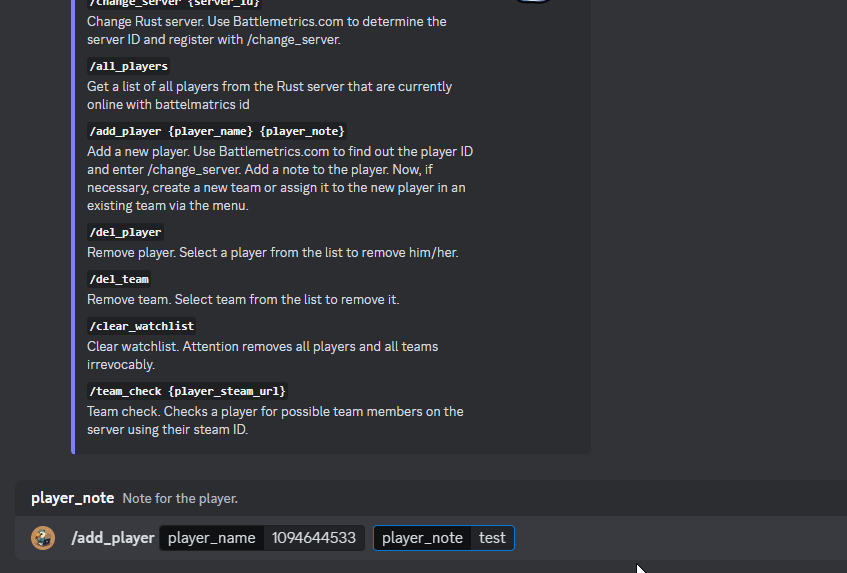 /change_server {server_id}
Change Rust server. Use Battlemetrics.com to determine the
server ID and register with /change_server.
/all_players
Get a list of all players from the Rust server that are currently
online with battelmatrics id
/add_player {player_name} {player_note}
Add a new player. Use Battlemetrics.com to find out the player ID
and enter /change_server. Add a note to the player. Now, if
necessary, create a new team or assign it to the new player in an
existing team via the menu.
/del_player
Remove player. Select a player from the list to remove him/her.
/del_team
Remove team. Select team from the list to remove it.
/clear_watchlist
Clear watchlist. Attention removes all players and all teams
irrevocably.
/team_check {player_steam_url}
Team check. Checks a player for possible team members on the
server using their steam ID.
player_note Note for the player.
/add_player player_name 1094644533 player_note test